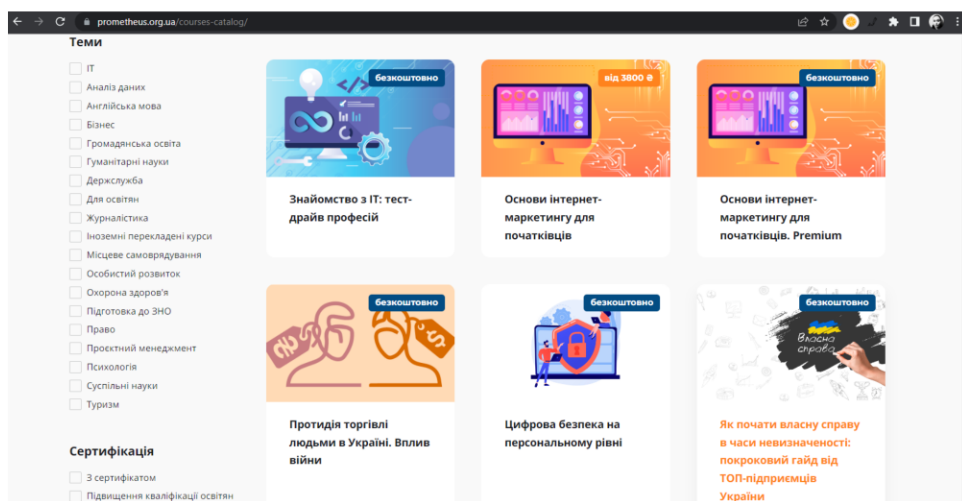 prometheus.org.ua/courses-catalog/
Теми
IT
Аналіз даних
Англійська мова
Бізнес
Громадянська освіта
Гуманітарні науки
Держслужба
Для освітян
Журналістика
Іноземні перекладені курси
Місцеве самоврядування
Особистий розвиток
Охорона здоров'я
Підготовка до ЗНО
Право
Проєктний менеджмент
Психологія
Суспільні науки
Туризм
Сертифікація
З сертифікатом
Підвищення кваліфікації освітян
безкоштовно
Знайомство з IT: тест-
драйв професій
від 3800 ₴
Основи інтернет-
маркетингу для
початківців
безкоштовно
Основи інтернет-
маркетингу для
початківців. Premium
безкоштовно
Протидія торгівлі
людьми в Україні. Вплив
війни
безкоштовно
Цифрова безпека на
персональному рівні
безкоштовно
Власна
справа
Як почати власну справу
в часи невизначеності:
покроковий гайд від
ТОП-підприємців
України